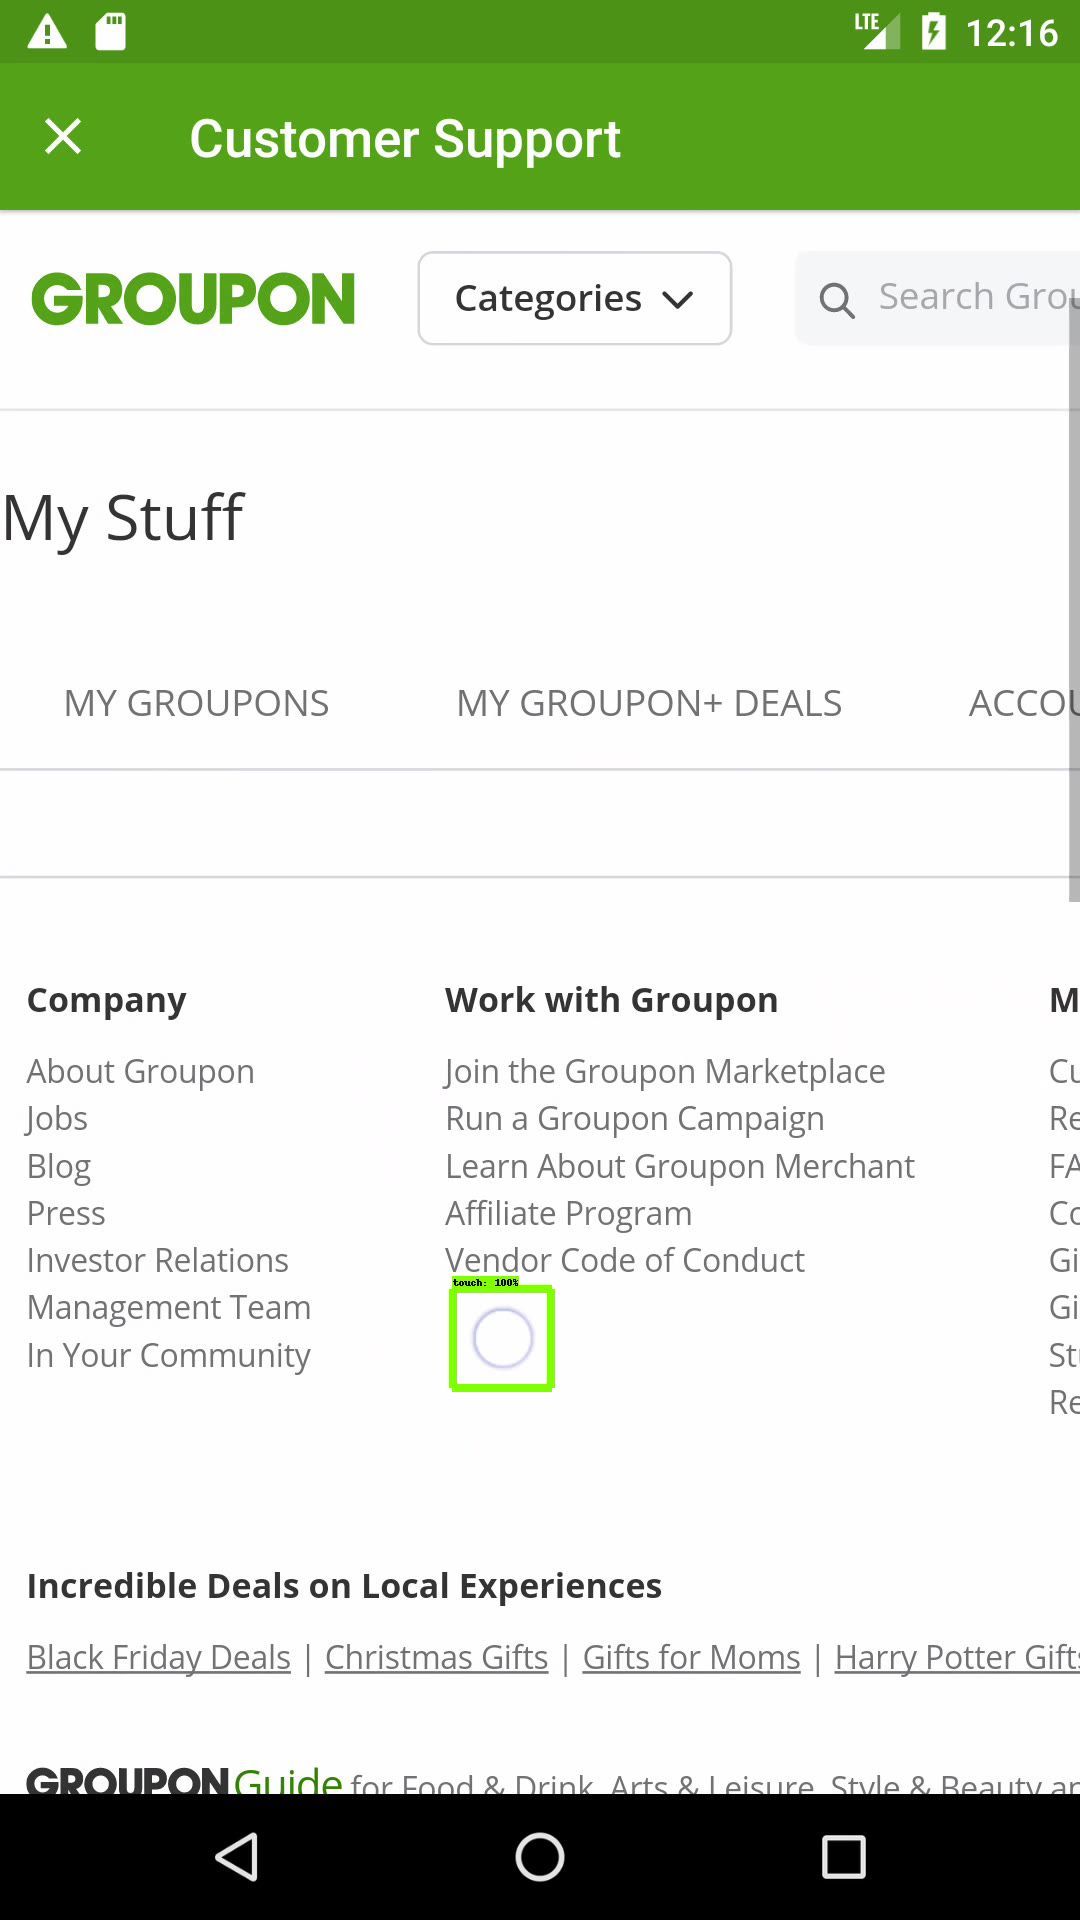 LTE 12:16
Customer Support
GROUPON Categories Search Grou
My Stuff
MY GROUPONS MY GROUPON+ DEALS ACCOU
Company Work with Groupon M
About Groupon Join the Groupon Marketplace Cu
Jobs Run a Groupon Campaign Re
Blog Learn About Groupon Merchant FA
Press Affiliate Program Co
Investor Relations Vendor Code of Conduct Gi
touch: 100%
Management Team Gi
In Your Community Stu
Re
Incredible Deals on Local Experiences
Black Friday Deals | Christmas Gifts | Gifts for Moms | Harry Potter Gifts
GROUPON Guide for Food & Drink, Arts & Leisure, Style & Beauty an